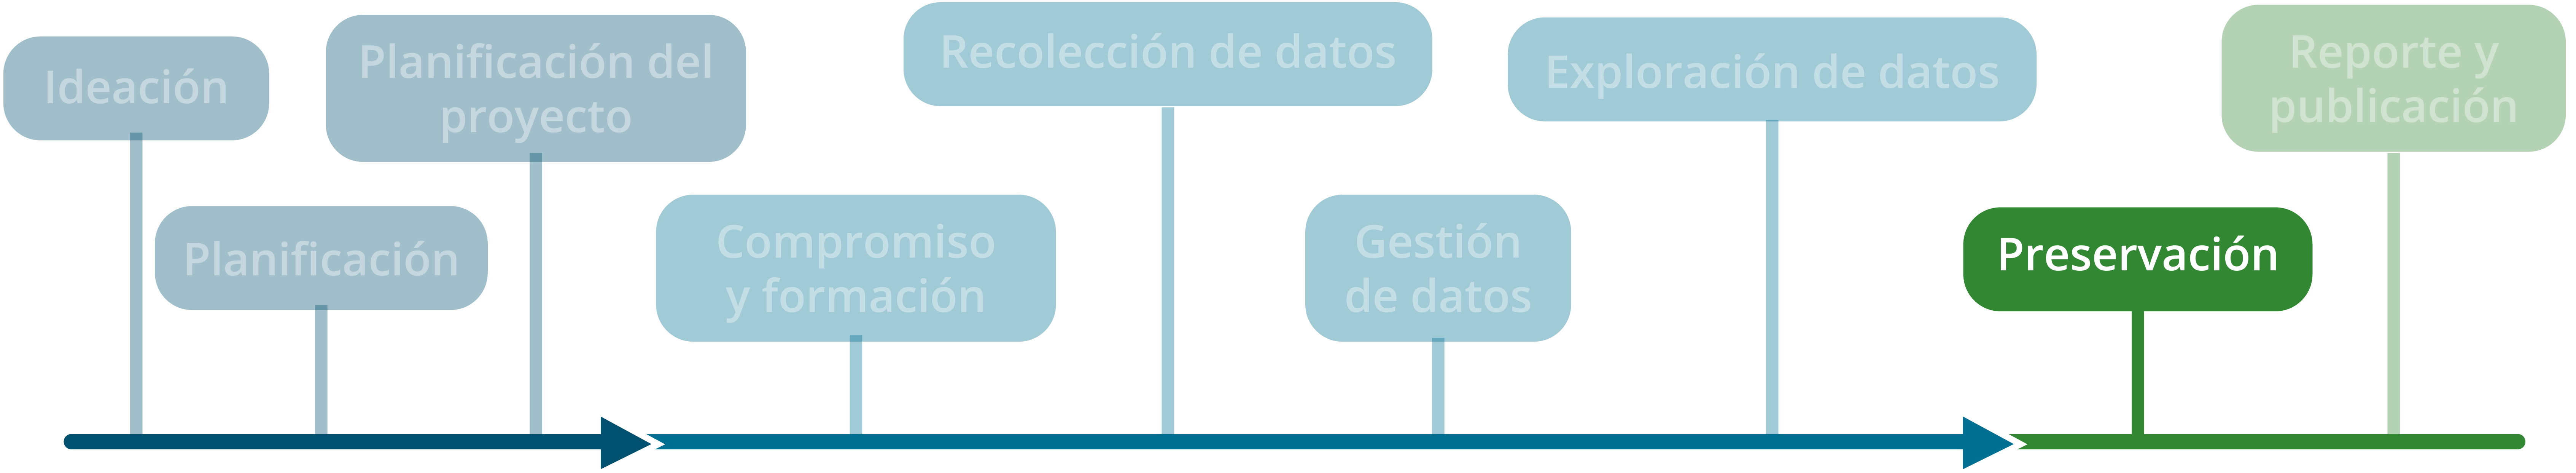 Ideación
Planificación
Planificación del
proyecto
Compromiso
y formación
Recolección de datos
Gestión
de datos
Exploración de datos
Preservación
Reporte y
publicación